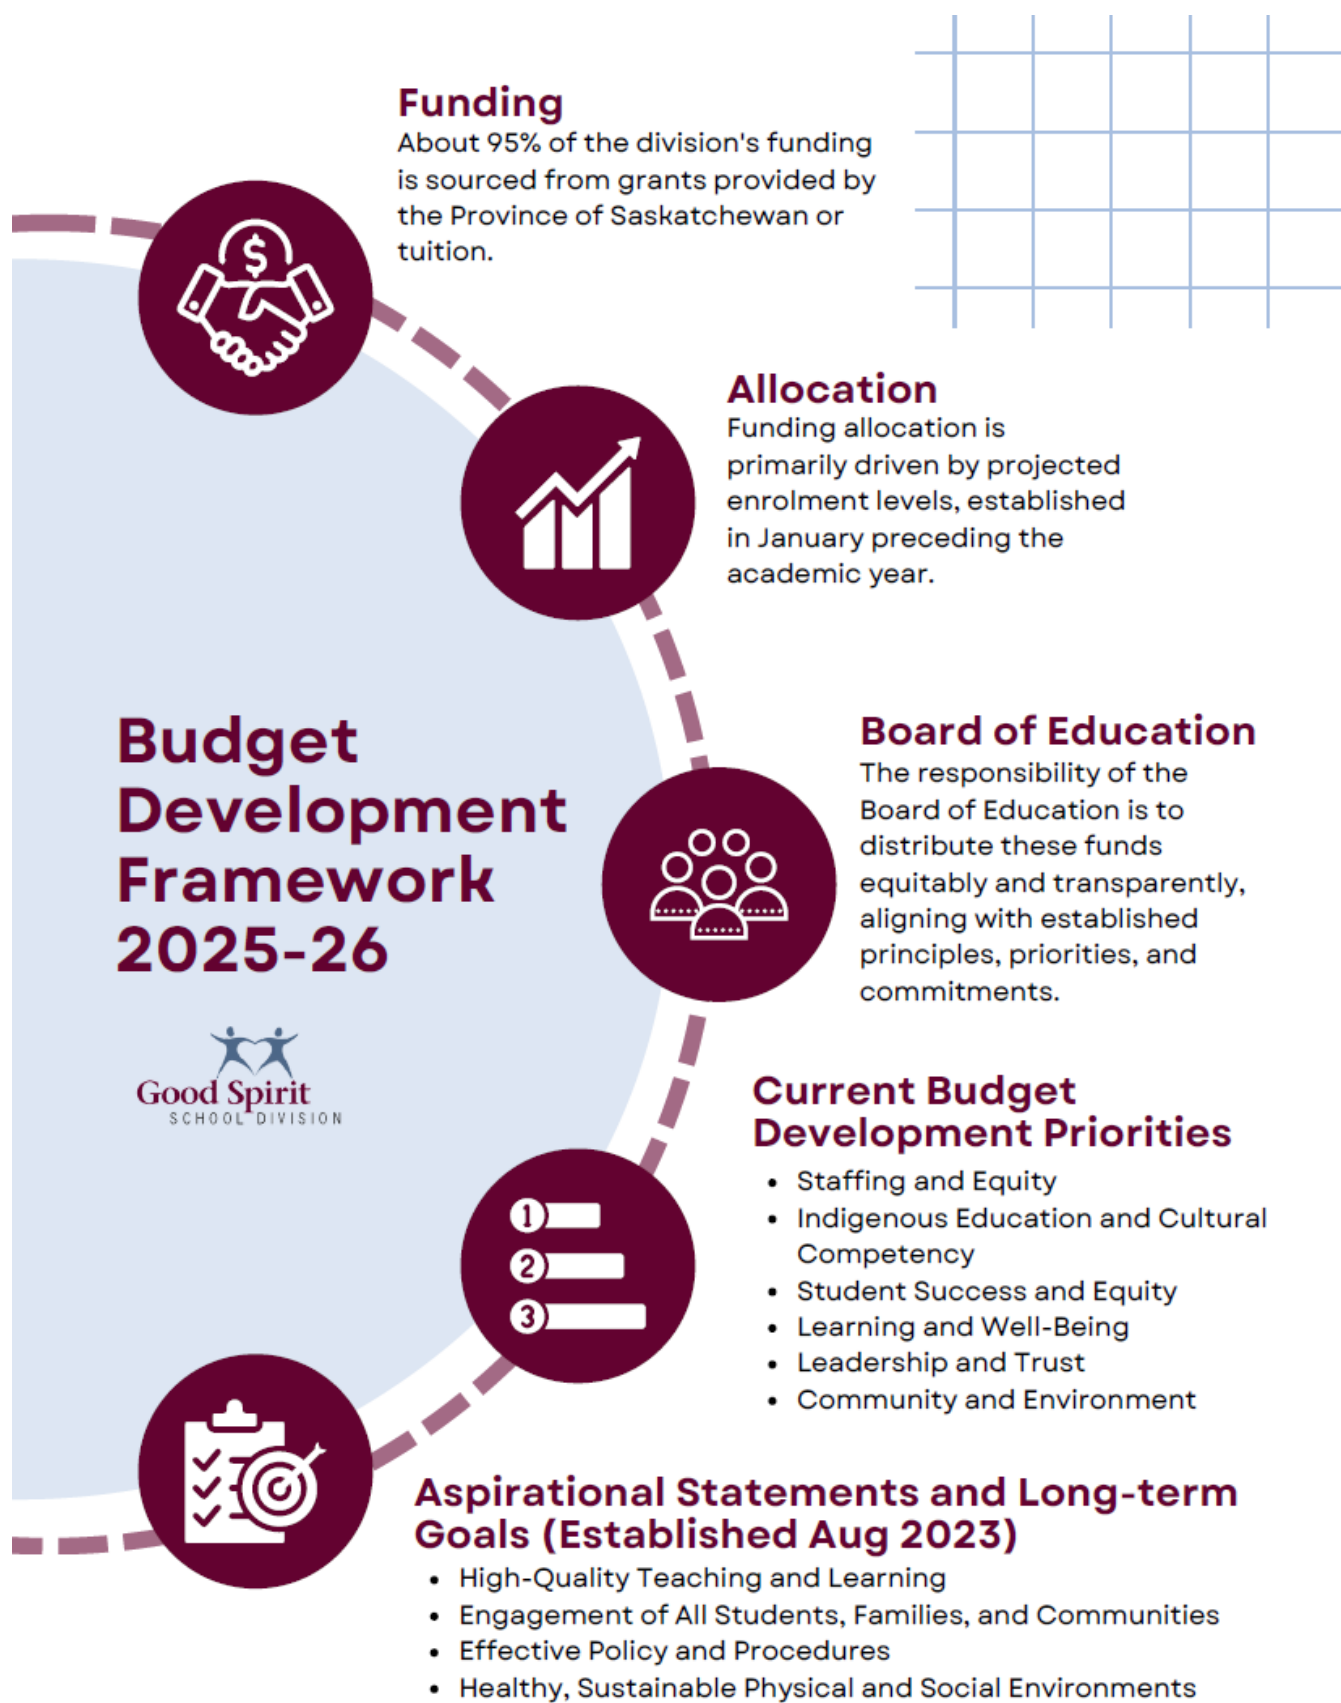 Funding
About 95% of the division's funding
is sourced from grants provided by
the Province of Saskatchewan or
tuition.
$
Allocation
Funding allocation is
primarily driven by projected
enrolment levels, established
in January preceding the
academic year.
Budget
Development
Framework
2025-26
Good Spirit
SCHOOL DIVISION
Board of Education
The responsibility of the
Board of Education is to
distribute these funds
equitably and transparently,
aligning with established
principles, priorities, and
commitments.
Current Budget
Development Priorities
• Staffing and Equity
• Indigenous Education and Cultural
Competency
• Student Success and Equity
• Learning and Well-Being
• Leadership and Trust
• Community and Environment
1
2
3
Aspirational Statements and Long-term
Goals (Established Aug 2023)
• High-Quality Teaching and Learning
• Engagement of All Students, Families, and Communities
• Effective Policy and Procedures
• Healthy, Sustainable Physical and Social Environments